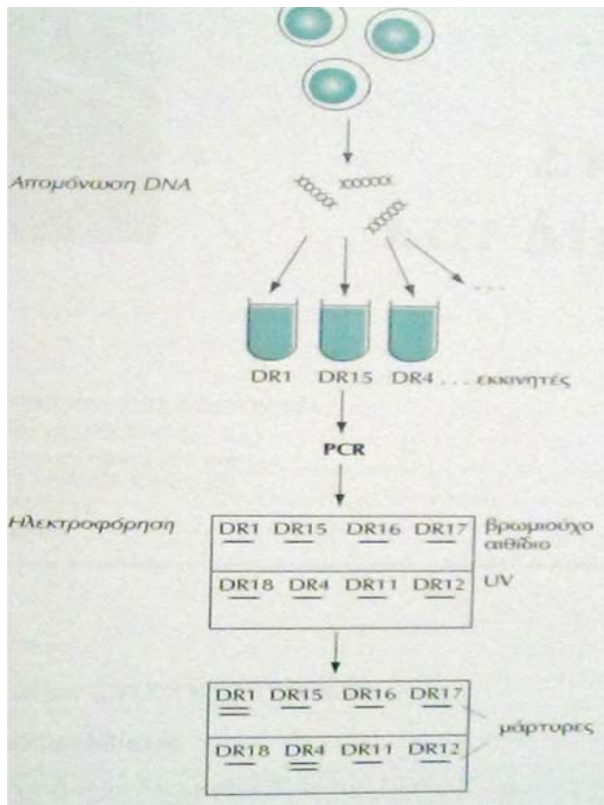 Απομόνωση DNA
. . .
DR1 DR15 DR4 . . . εκκινητές
PCR
Ηλεκτροφόρηση
DR1 DR15 DR16 DR17
βρωμιούχο
αιθίδιο
DR18 DR4 DR11 DR12
UV
DR1 DR15 DR16 DR17
μάρτυρες
DR18 DR4 DR11 DR12